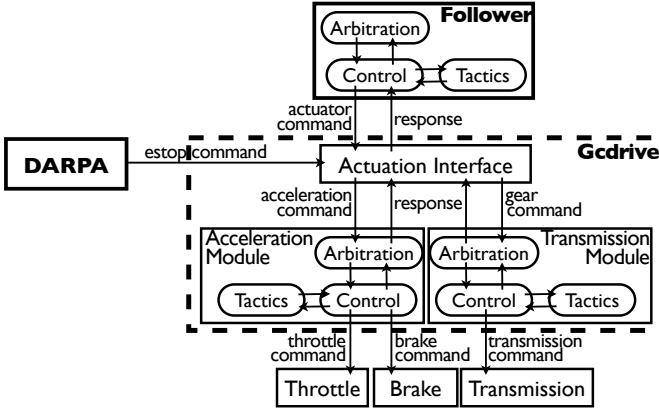 Follower
Arbitration
Control
Tactics
actuator
command
response
DARPA
estop command
Actuation Interface
Gcdrive
acceleration
command
response
gear
command
Acceleration
Module
Arbitration
Tactics
Control
Transmission
Module
Arbitration
Control
Tactics
throttle
command
brake
command
transmission
command
Throttle
Brake
Transmission